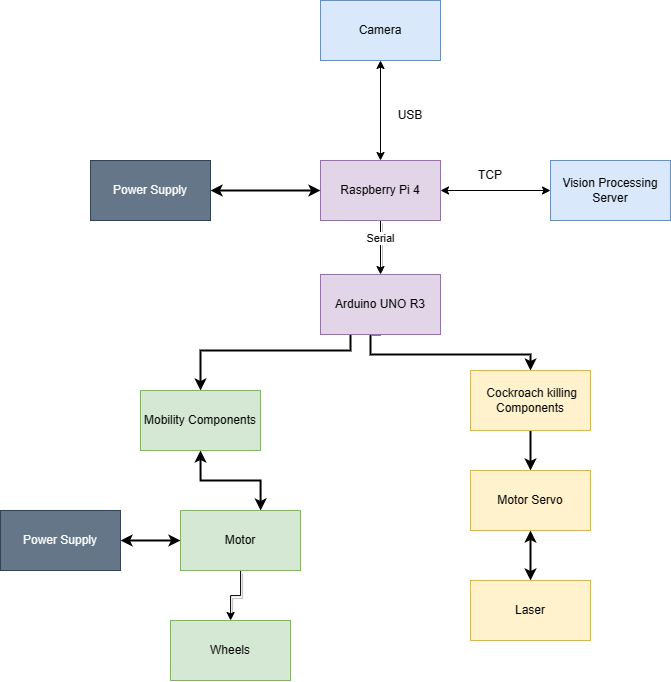 Camera
USB
Power Supply
Raspberry Pi 4
TCP
Vision Processing
Server
Serial
Arduino UNO R3
Mobility Components
Cockroach killing
Components
Motor Servo
Power Supply
Motor
Laser
Wheels